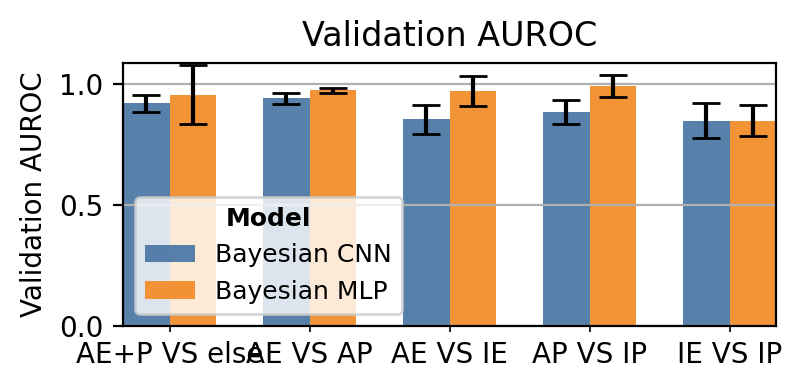 Validation AUROC
Validation AUROC
1.0
0.5
0.0
Model
Bayesian CNN
Bayesian MLP
AE+P VS else
AE VS AP
AE VS IE
AP VS IP
IE VS IP